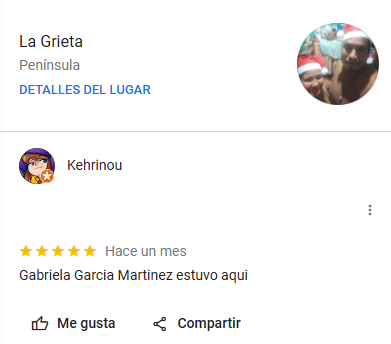 La Grieta
Península
DETALLES DEL LUGAR
Kehrinou
Hace un mes
Gabriela Garcia Martinez estuvo aqui
Me gusta
Compartir